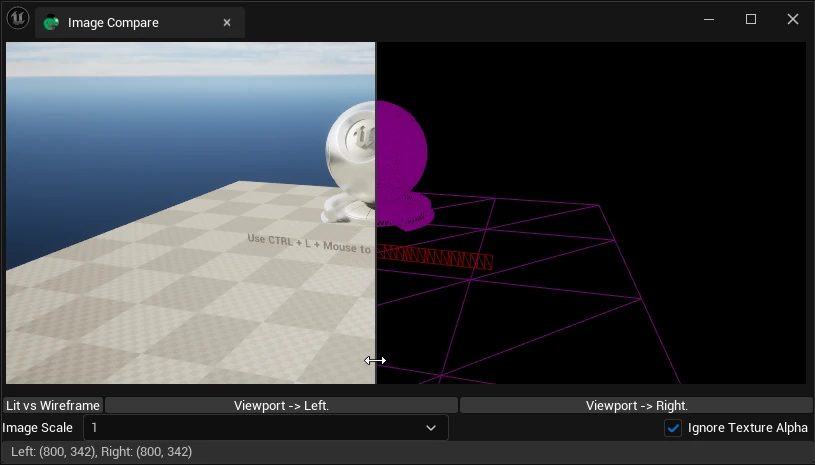 Image Compare
Use CTRL + L + Mouse to
Lit vs Wireframe
Viewport -> Left.
Viewport -> Right.
Image Scale
1
Ignore Texture Alpha
Left: (800, 342), Right: (800, 342)